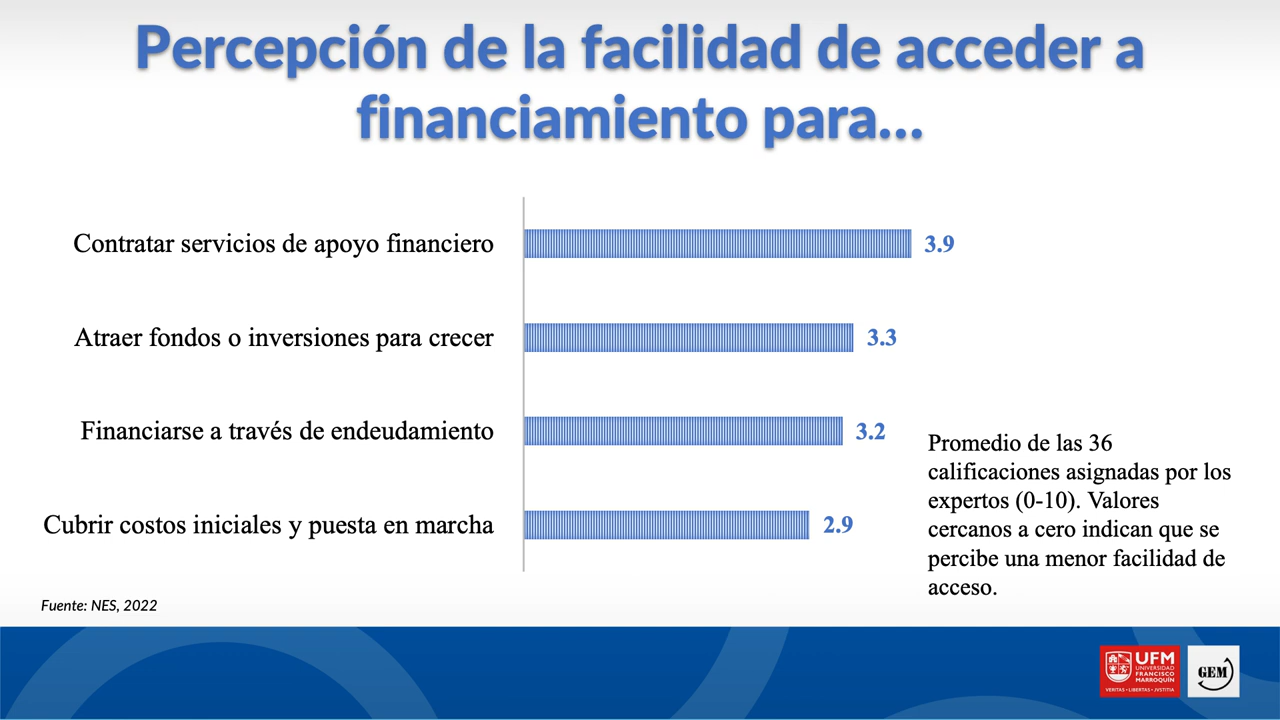 Percepción de la facilidad de acceder a
financiamiento para...
Contratar servicios de apoyo financiero
3.9
Atraer fondos o inversiones para crecer
3.3
Financiarse a través de endeudamiento
3.2
Cubrir costos iniciales y puesta en marcha
2.9
Promedio de las 36
calificaciones asignadas por los
expertos (0-10). Valores
cercanos a cero indican que se
percibe una menor facilidad de
acceso.
Fuente: NES, 2022
UFM
UNIVERSIDAD
FRANCISCO
MARROQUÍN
VERITAS • LIBERTAS • JVSTITIA
GEM